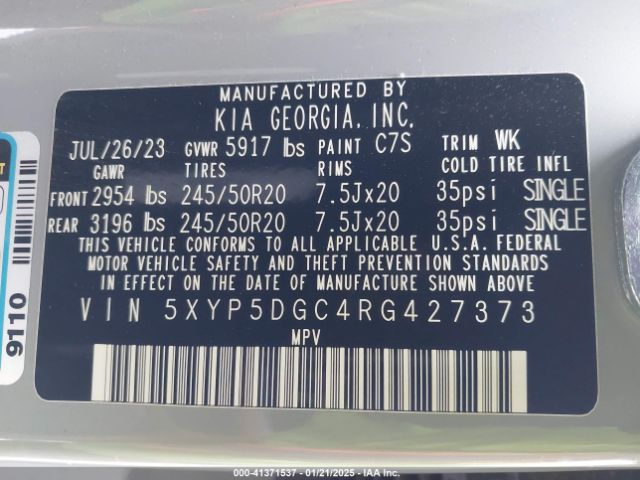 MANUFACTURED BY
KIA GEORGIA, INC,
JUL/26/23 GVWR 5917 lbs PAINT C7S TRIM WK
GAWR TIRES RIMS COLD TIRE INFL
FRONT 2954 lbs 245/50R20 7.5Jx20 35psi SINGLE
REAR 3196 lbs 245/50R20 7.5Jx20 35psi SINGLE
THIS VEHICLE CONFORMS TO ALL APPLICABLE U.S.A. FEDERAL
MOTOR VEHICLE SAFETY AND THEFT PREVENTION STANDARDS
IN EFFECT ON THE DATE OF MANUFACTURE SHOWN ABOVE
VIN 5XYP5DGC4RG427373
MPV
9110
000-41371537 - 01/21/2025 - IAA Inc.